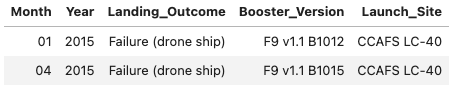 Month Year Landing_Outcome Booster_Version Launch_Site
01 2015 Failure (drone ship) F9 v1.1 B1012 CCAFS LC-40
04 2015 Failure (drone ship) F9 v1.1 B1015 CCAFS LC-40